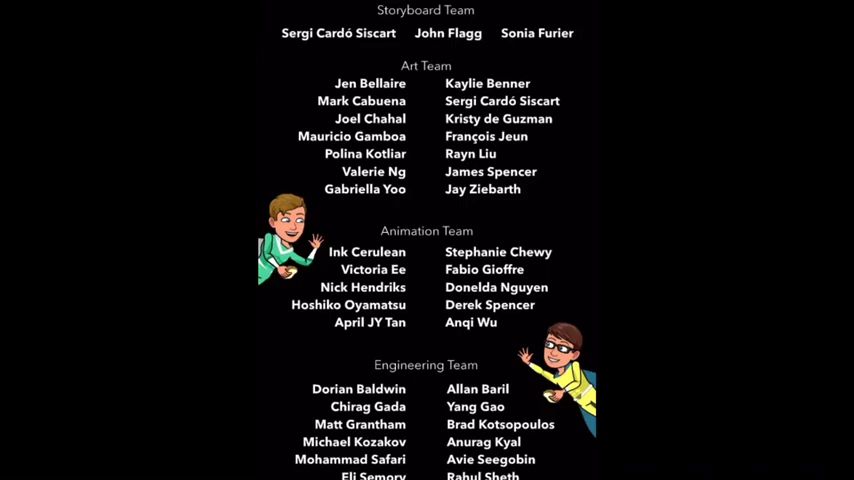 Storyboard Team
Sergi Cardó Siscart John Flagg Sonia Furier
Art Team
Jen Bellaire Kaylie Benner
Mark Cabuena Sergi Cardó Siscart
Joel Chahal Kristy de Guzman
Mauricio Gamboa François Jeun
Polina Kotliar Rayn Liu
Valerie Ng James Spencer
Gabriella Yoo Jay Ziebarth
Animation Team
Ink Cerulean Stephanie Chewy
Victoria Ee Fabio Gioffre
Nick Hendriks Donelda Nguyen
Hoshiko Oyamatsu Derek Spencer
April JY Tan Anqi Wu
Engineering Team
Dorian Baldwin Allan Baril
Chirag Gada Yang Gao
Matt Grantham Brad Kotsopoulos
Michael Kozakov Anurag Kyal
Mohammad Safari Avie Seegobin
Eli Semory Rahul Sheth